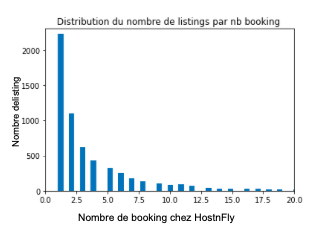 Distribution du nombre de listings par nb booking
Nombre delisting
2000
1500
1000
500
0
0.0 2.5 5.0 7.5 10.0 12.5 15.0 17.5 20.0
Nombre de booking chez HostnFly